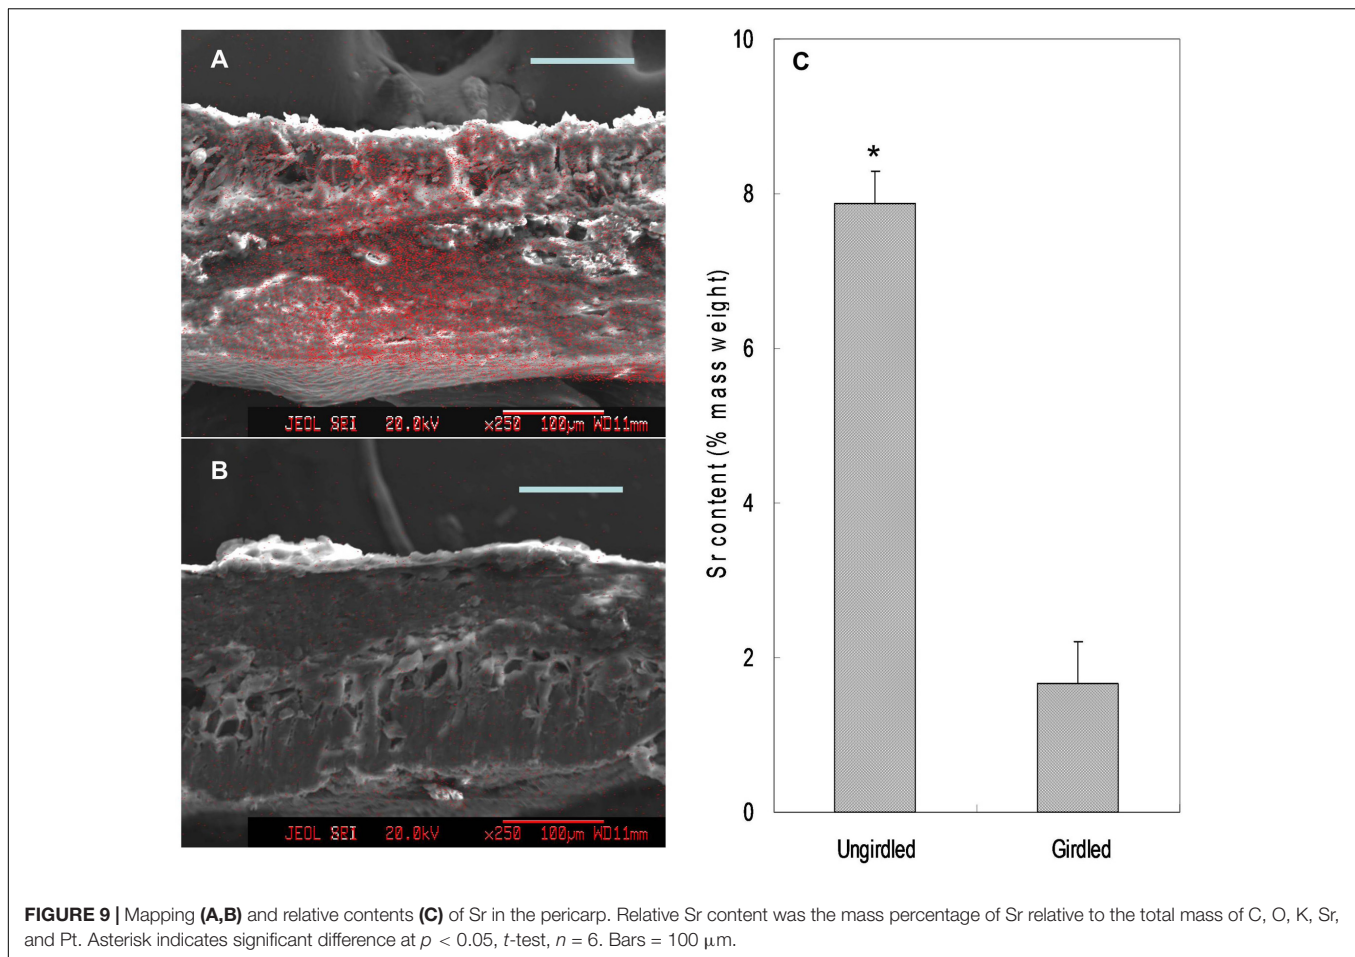 A
JEOL SEI 20.0kV ×250 100µm WD11mm
B
JEOL SEI 20.0kV ×250 100µm WD11mm
C
Sr content (% mass weight)
10
8
6
4
2
0
*
Ungirdled Girdled
FIGURE 9 | Mapping (A,B) and relative contents (C) of Sr in the pericarp. Relative Sr content was the mass percentage of Sr relative to the total mass of C, O, K, Sr,
and Pt. Asterisk indicates significant difference at p < 0.05, t-test, n = 6. Bars = 100 µm.